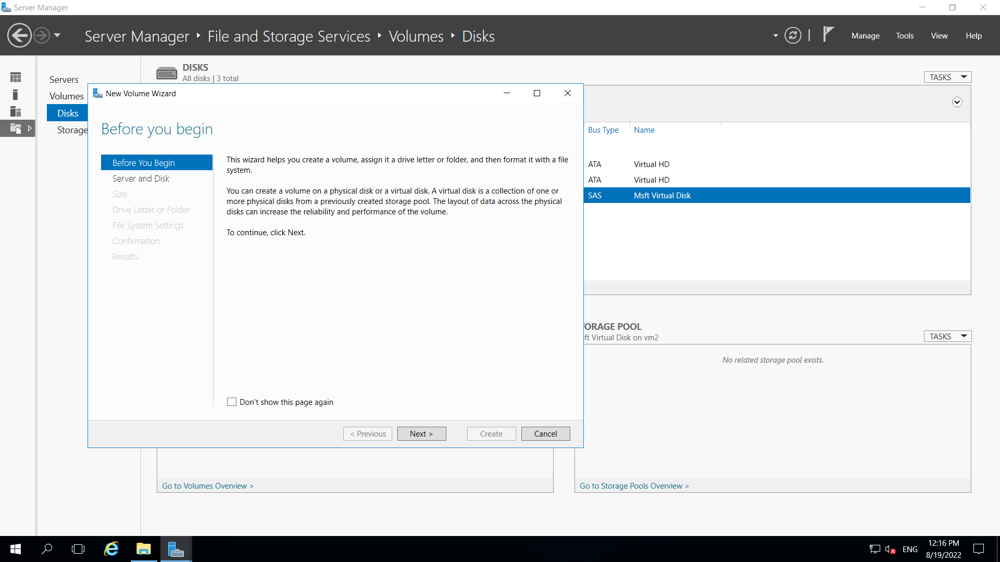 Server Manager
Server Manager ‣ File and Storage Services ‣ Volumes ‣ Disks
Manage Tools View Help
Servers
Volumes
Disks
Storage
DISKS
All disks | 3 total
TASKS
Bus Type Name
ATA Virtual HD
ATA Virtual HD
SAS Msft Virtual Disk
New Volume Wizard
Before you begin
Before You Begin
Server and Disk
Size
Drive Letter or Folder
File System Settings
Confirmation
Results
This wizard helps you create a volume, assign it a drive letter or folder, and then format it with a file
system.
You can create a volume on a physical disk or a virtual disk. A virtual disk is a collection of one or
more physical disks from a previously created storage pool. The layout of data across the physical
disks can increase the reliability and performance of the volume.
To continue, click Next.
Don't show this page again
< Previous Next > Create Cancel
ORAGE POOL
ft Virtual Disk on vm2
TASKS
No related storage pool exists.
Go to Volumes Overview >
Go to Storage Pools Overview >
ENG
12:16 PM
8/19/2022